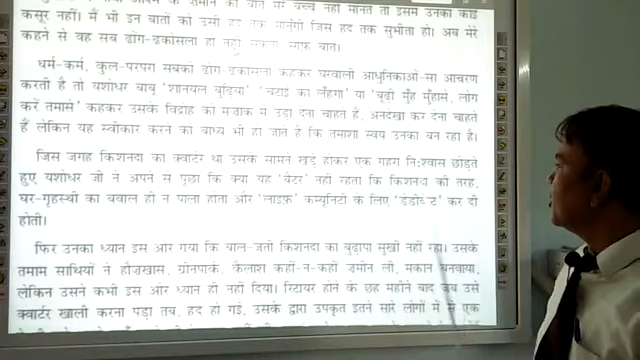 कसूर नहीं। मैं भी इन बातों को उसी हद तक मानूँगी जिस हद तक सुभीता हो। अब मेरे
कहने से वह सब ढोंग-ढकोसला हो नहीं सकता साफ बात।
धर्म-कर्म, कुल-परंपरा सबको ढोंग-ढकोसला कहकर घरवाली आधुनिकाओं-सा आचरण
करती है तो यशोधर बाबू 'शानयल बुढ़िया' 'चटाई का लँहगा' या 'बूढ़ी मुँह मुँहासे, लोग
करें तमासे' कहकर उसके विद्रोह को मजाक में उड़ा देना चाहते हैं, अनदेखा कर देना चाहते
हैं लेकिन यह स्वीकार करने को बाध्य भी हो जाते हैं कि तमाशा स्वयं उनका बन रहा है।
जिस जगह किशनदा का क्वार्टर था उसके सामने खड़े होकर एक गहरा नि:श्वास छोड़ते
हुए यशोधर जी ने अपने से पूछा कि क्या यह 'बैटर' नहीं रहता कि किशनदा की तरह,
घर-गृहस्थी का बवाल ही न पाला होता और 'लाइफ़' कम्युनिटी के लिए 'डेडीकेट' कर दी
होती।
फिर उनका ध्यान इस ओर गया कि बाल-जती किशनदा का बुढ़ापा सुखी नहीं रहा। उसके
तमाम साथियों ने हौज़खास, ग्रीनपार्क, कैलाश कहीं-न-कहीं ज़मीन ली, मकान बनवाया,
लेकिन उसने कभी इस ओर ध्यान ही नहीं दिया। रिटायर होने के छह महीने बाद जब उसे
क्वार्टर खाली करना पड़ा तब, हद हो गई, उसके द्वारा उपकृत इतने सारे लोगों में से एक